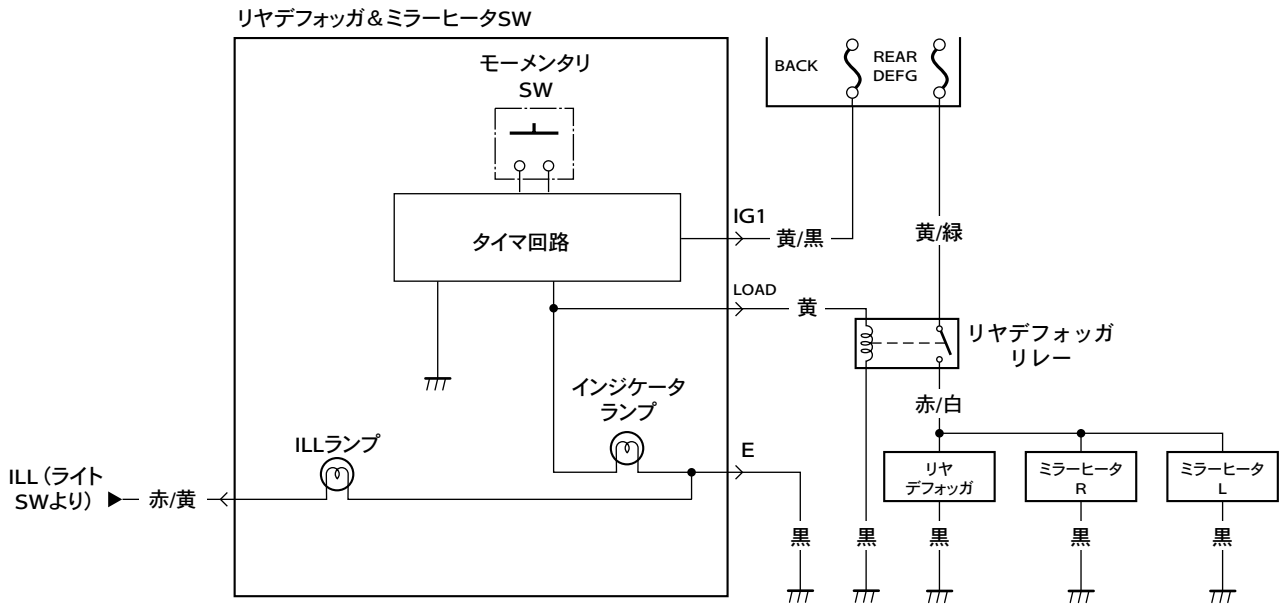 リヤデフォッガ&ミラーヒータSW
モーメンタリ
SW
BACK
REAR
DEFG
タイマ回路
IG1
黄/黒
黄/緑
LOAD
黄
リヤデフォッガ
リレー
インジケータ
ランプ
赤/白
ILLランプ
E
ILL (ライト
SWより)
赤/黄
リヤ
デフォッガ
ミラーヒータ
R
ミラーヒータ
L
黒
黒
黒
黒
黒